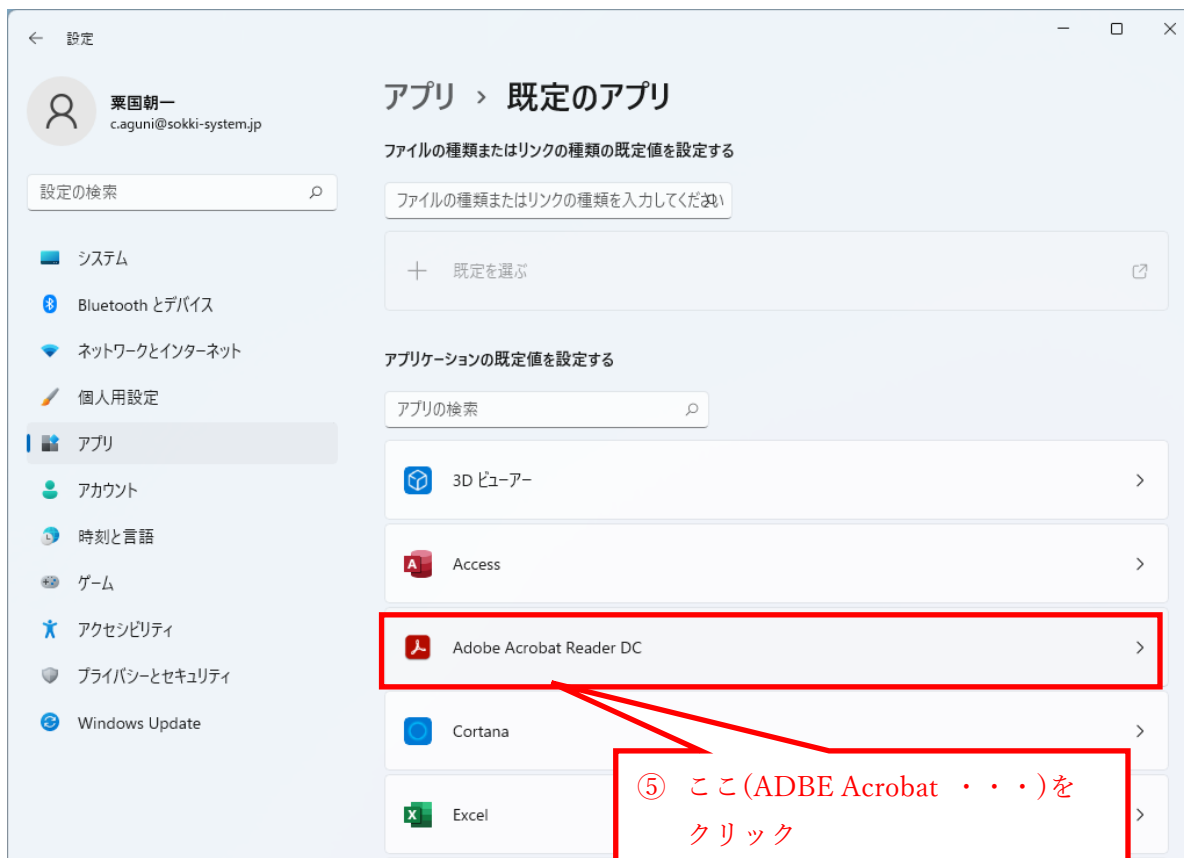 設定
粟国朝一
c.aguni@sokki-system.jp
設定の検索
システム
Bluetooth とデバイス
ネットワークとインターネット
個人用設定
アプリ
アカウント
時刻と言語
ゲーム
アクセシビリティ
プライバシーとセキュリティ
Windows Update
アプリ › 既定のアプリ
ファイルの種類またはリンクの種類の既定値を設定する
ファイルの種類またはリンクの種類を入力してください
既定を選ぶ
アプリケーションの既定値を設定する
アプリの検索
3D ビューアー
Access
Adobe Acrobat Reader DC
Cortana
Excel
⑤ ここ(ADBE Acrobat ・・・)を
クリック